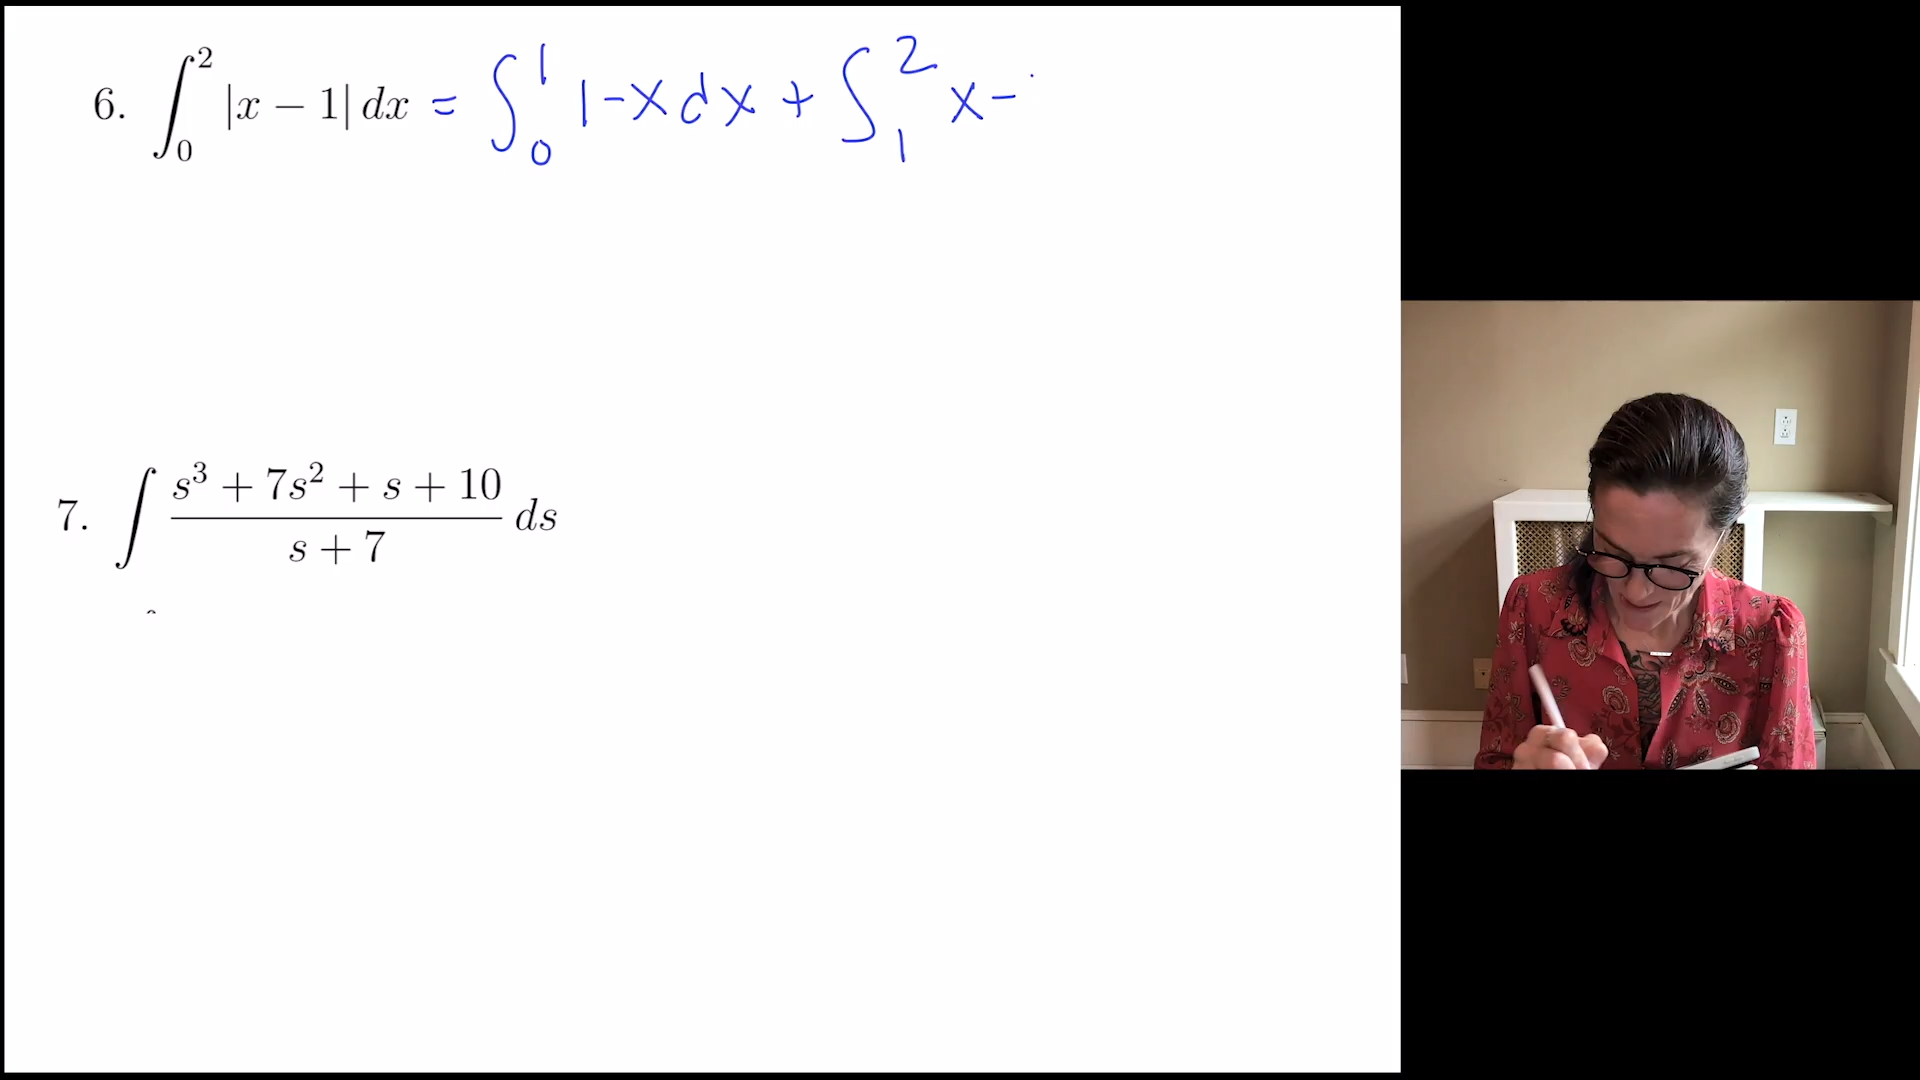 6. ∫₀² |x − 1| dx = ∫₀¹ 1-x dx + ∫₁² x-
7. ∫ (s³ + 7s² + s + 10)/(s + 7) ds